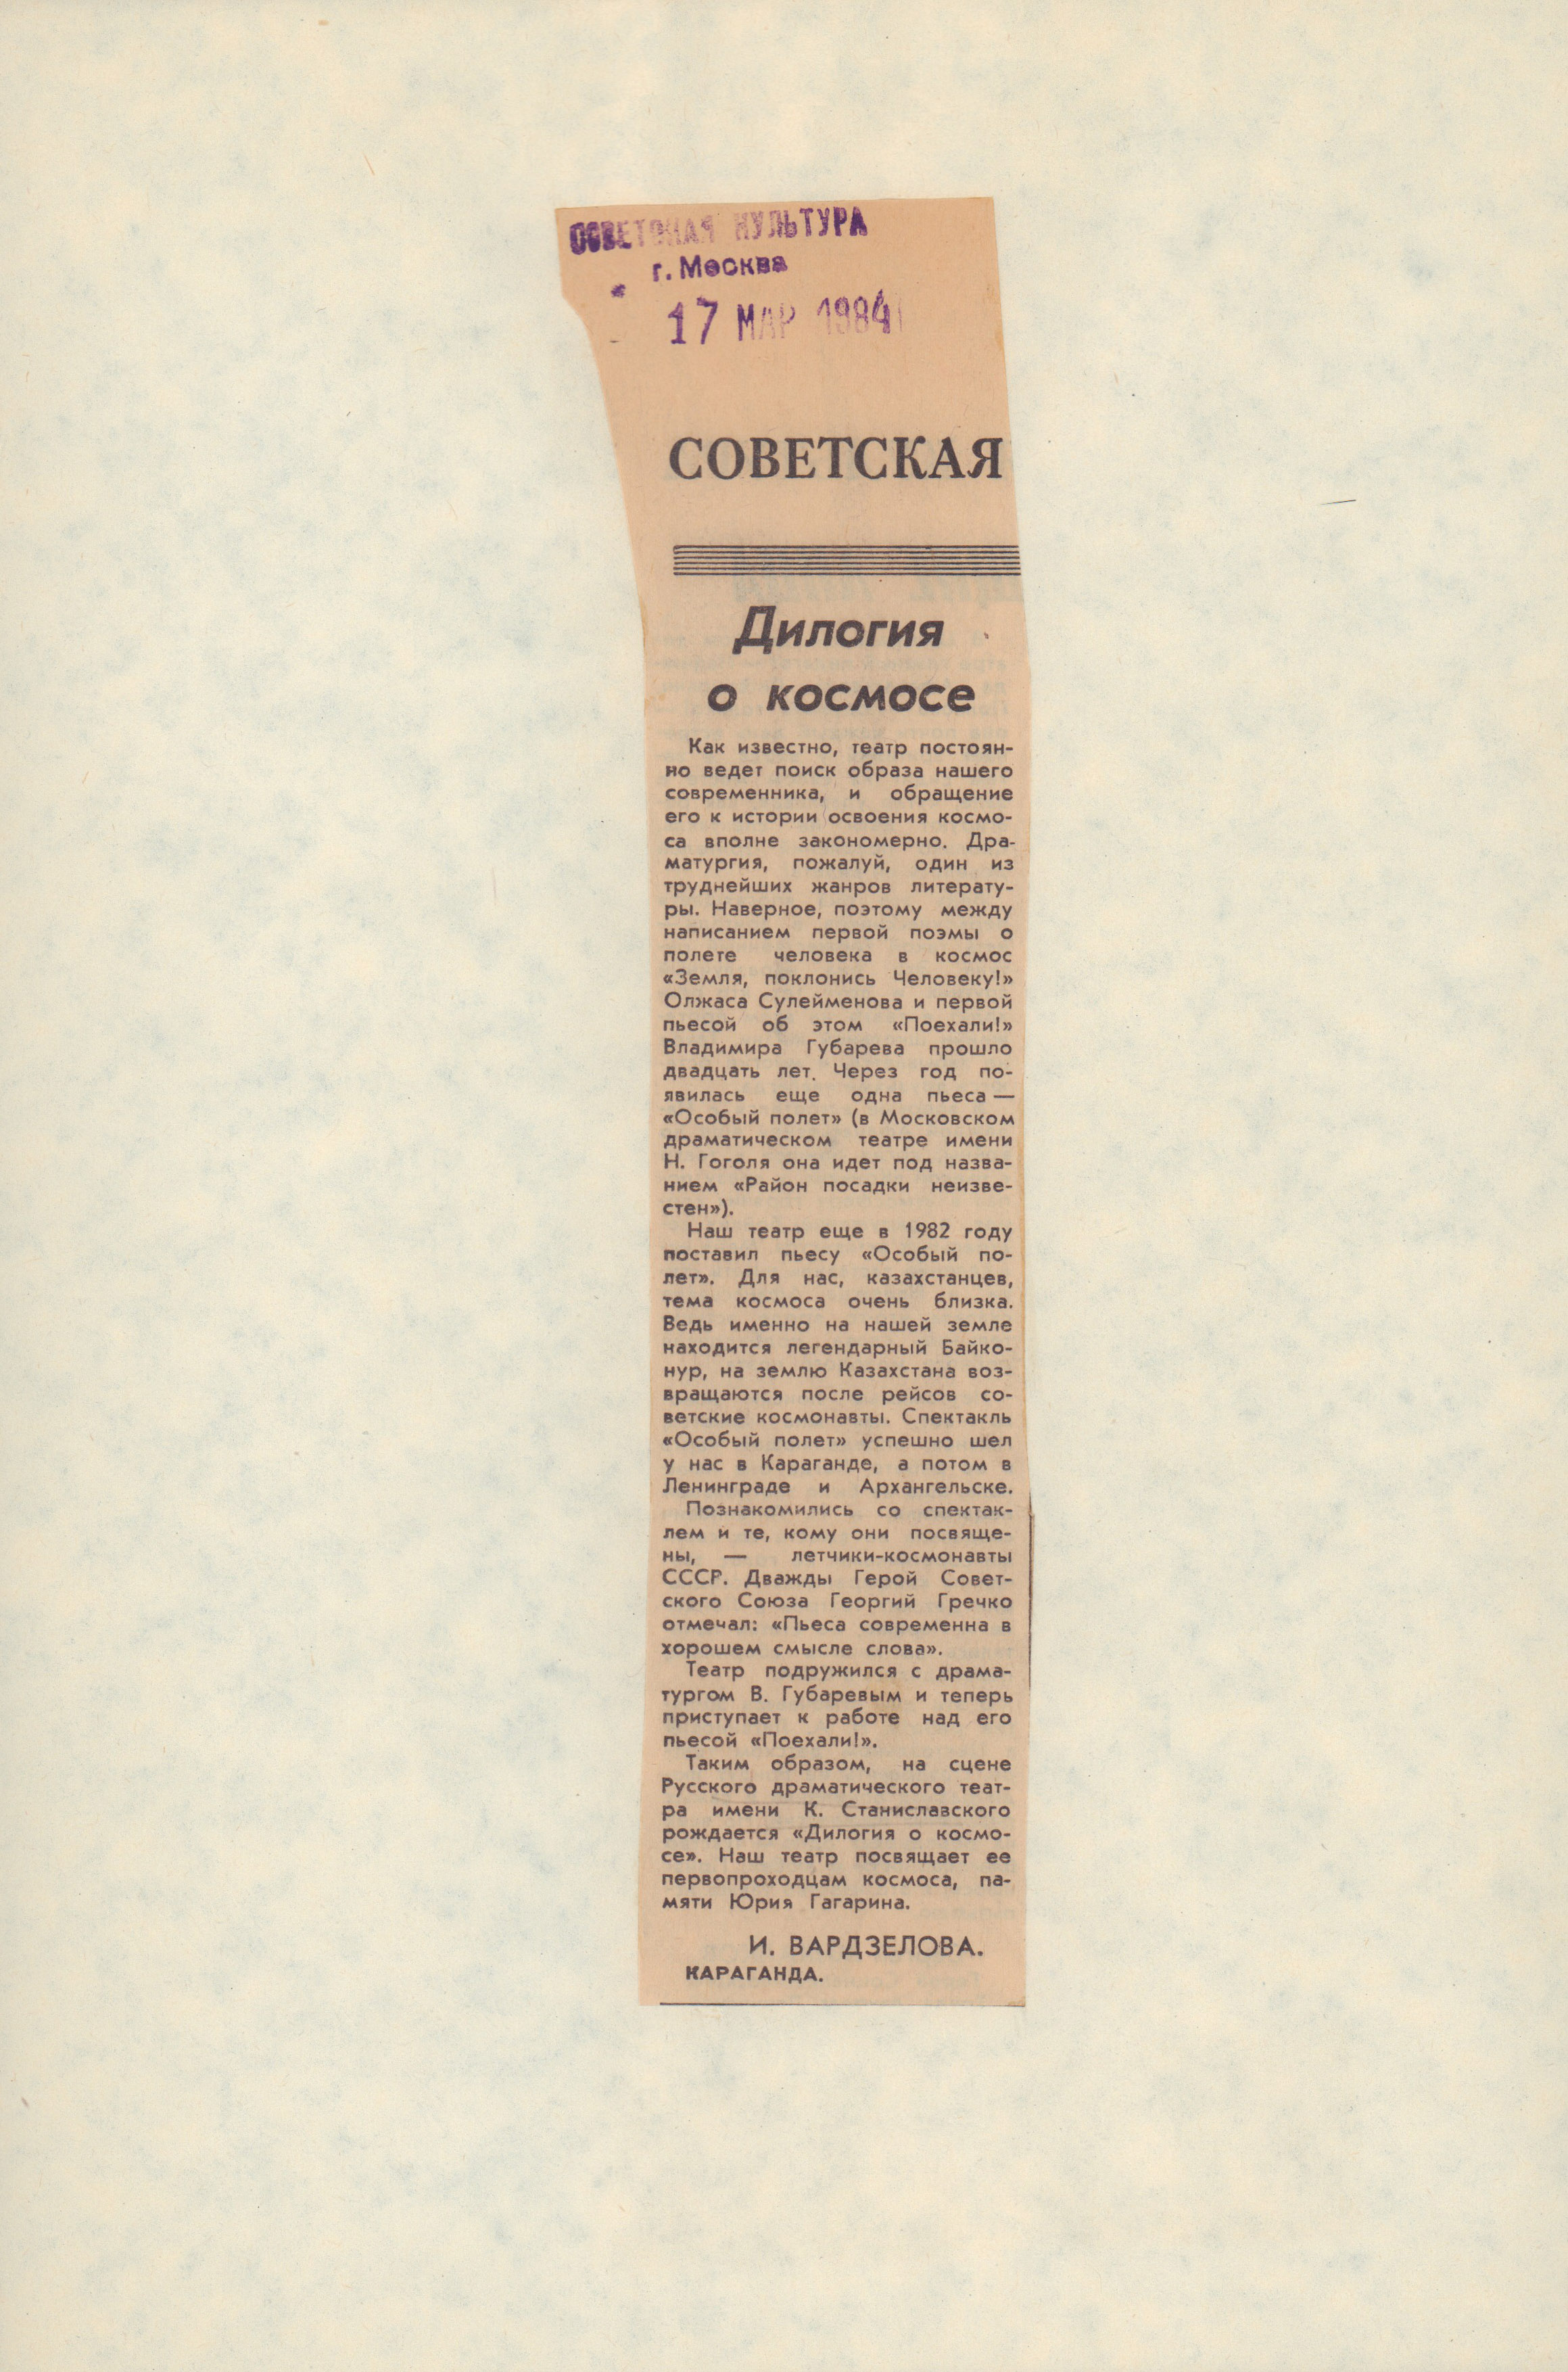 СОВЕТСКАЯ КУЛЬТУРА
г. Москва
17 МАР 1984
СОВЕТСКАЯ
Дилогия
о космосе
Как известно, театр постоян-
но ведет поиск образа нашего
современника, и обращение
его к истории освоения космо-
са вполне закономерно. Дра-
матургия, пожалуй, один из
труднейших жанров литерату-
ры. Наверное, поэтому между
написанием первой поэмы о
полете человека в космос
«Земля, поклонись Человеку!»
Олжаса Сулейменова и первой
пьесой об этом «Поехали!»
Владимира Губарева прошло
двадцать лет. Через год по-
явилась еще одна пьеса —
«Особый полет» (в Московском
драматическом театре имени
Н. Гоголя она идет под назва-
нием «Район посадки неизве-
стен»).
Наш театр еще в 1982 году
поставил пьесу «Особый по-
лет». Для нас, казахстанцев,
тема космоса очень близка.
Ведь именно на нашей земле
находится легендарный Байко-
нур, на землю Казахстана воз-
вращаются после рейсов со-
ветские космонавты. Спектакль
«Особый полет» успешно шел
у нас в Караганде, а потом в
Ленинграде и Архангельске.
Познакомились со спектак-
лем и те, кому они посвяще-
ны, — летчики-космонавты
СССР. Дважды Герой Совет-
ского Союза Георгий Гречко
отмечал: «Пьеса современна в
хорошем смысле слова».
Театр подружился с драма-
тургом В. Губаревым и теперь
приступает к работе над его
пьесой «Поехали!».
Таким образом, на сцене
Русского драматического теат-
ра имени К. Станиславского
рождается «Дилогия о космо-
се». Наш театр посвящает ее
первопроходцам космоса, па-
мяти Юрия Гагарина.
И. ВАРДЗЕЛОВА.
КАРАГАНДА.